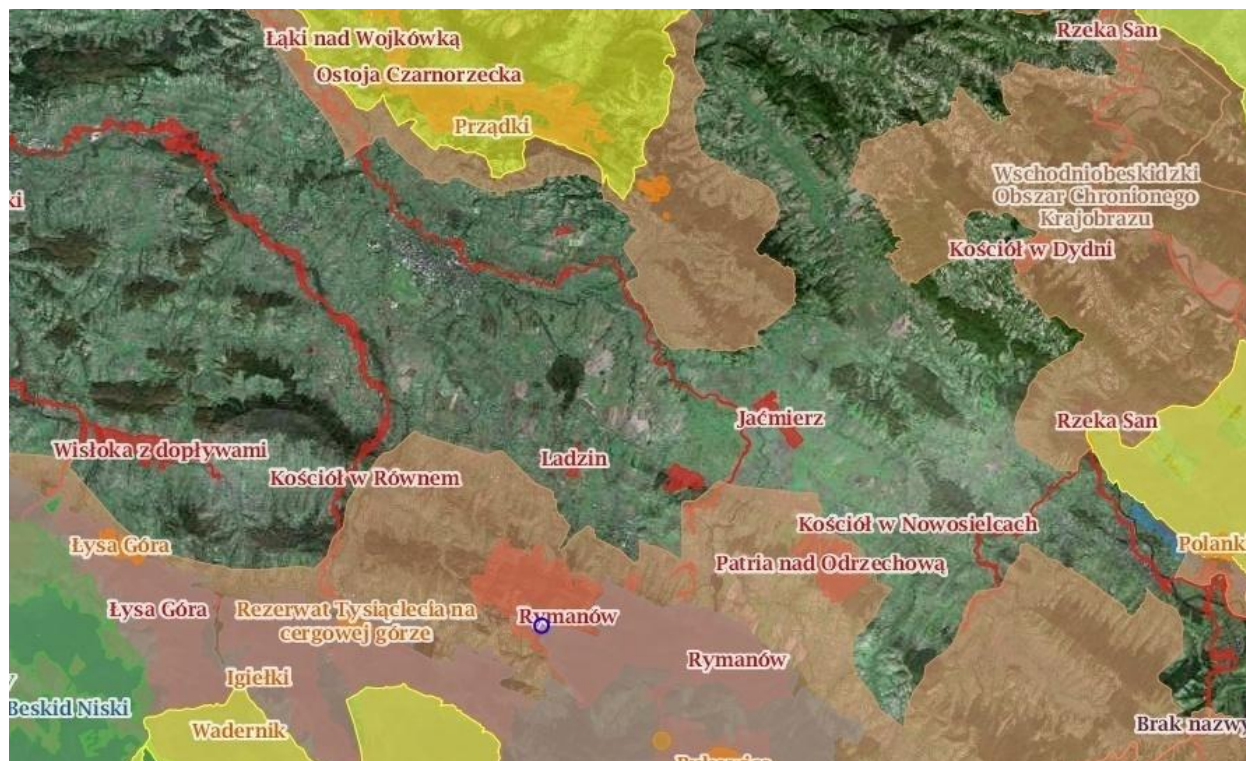 Łąki nad Wojkówką
Rzeka San
Ostoja Czarnorzecka
Prządki
Wschodniobeskidzki
Obszar Chronionego
Krajobrazu
ki
Kościół w Dydni
Jaćmierz
Rzeka San
Wisłoka z dopływami
Ladzin
Kościół w Równem
Kościół w Nowosielcach
Łysa Góra
Polanki
Patria nad Odrzechową
Łysa Góra
Rezerwat Tysiąclecia na
cergowej górze
Rymanów
Rymanów
Igiełki
Beskid Niski
Wadernik
Brak nazwy